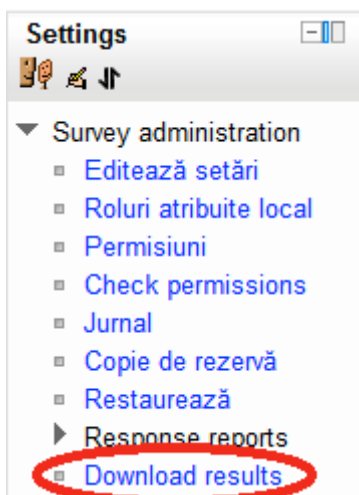 Settings
Survey administration
Editează setări
Roluri atribuite local
Permisiuni
Check permissions
Jurnal
Copie de rezervă
Restaurează
Response reports
Download results